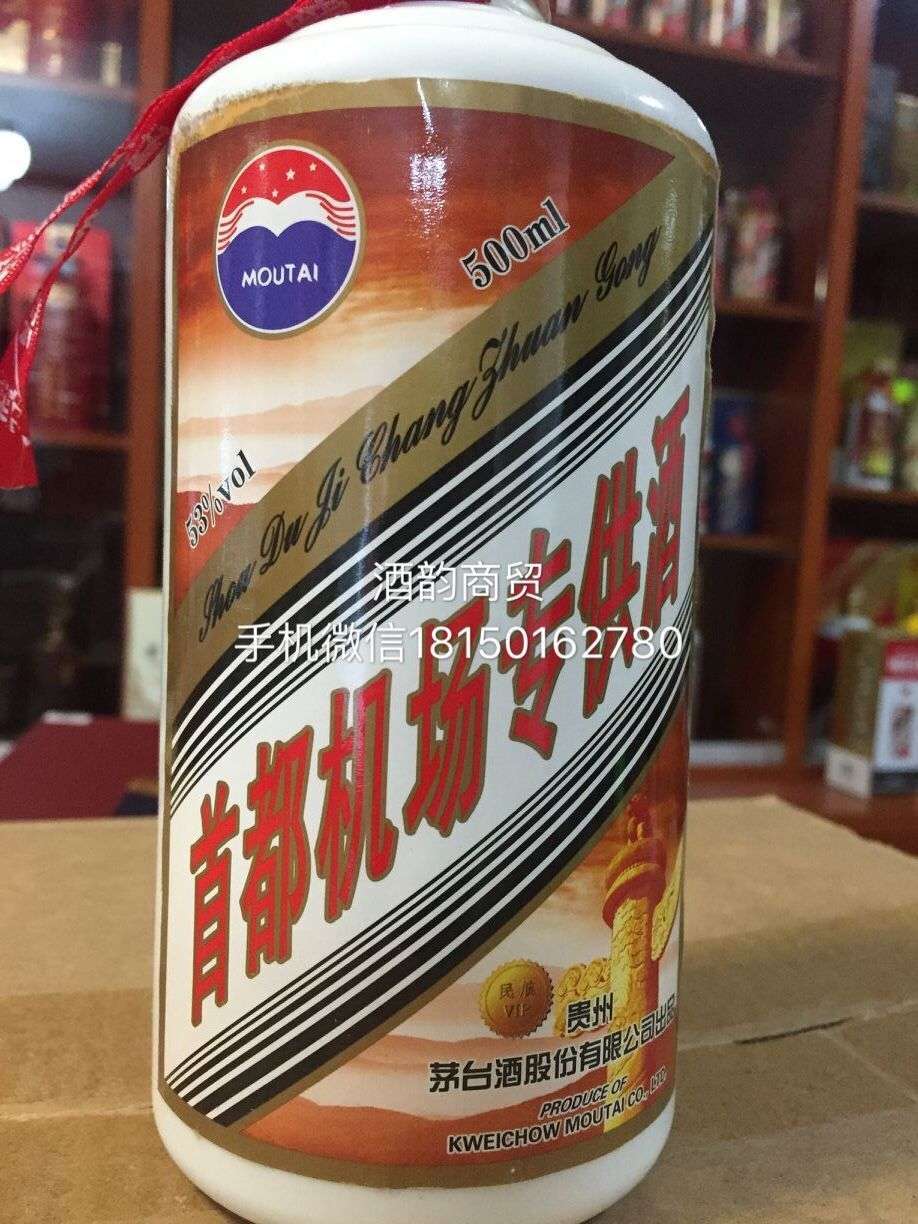 MOUTAI
500ml
53%vol
Shou Du Ji Chang Zhuan Gong
首都机场专供酒
酒韵商贸
手机微信18150162780
民航
VIP
贵州
茅台酒股份有限公司出品
PRODUCE OF
KWEICHOW MOUTAI CO., LTD.